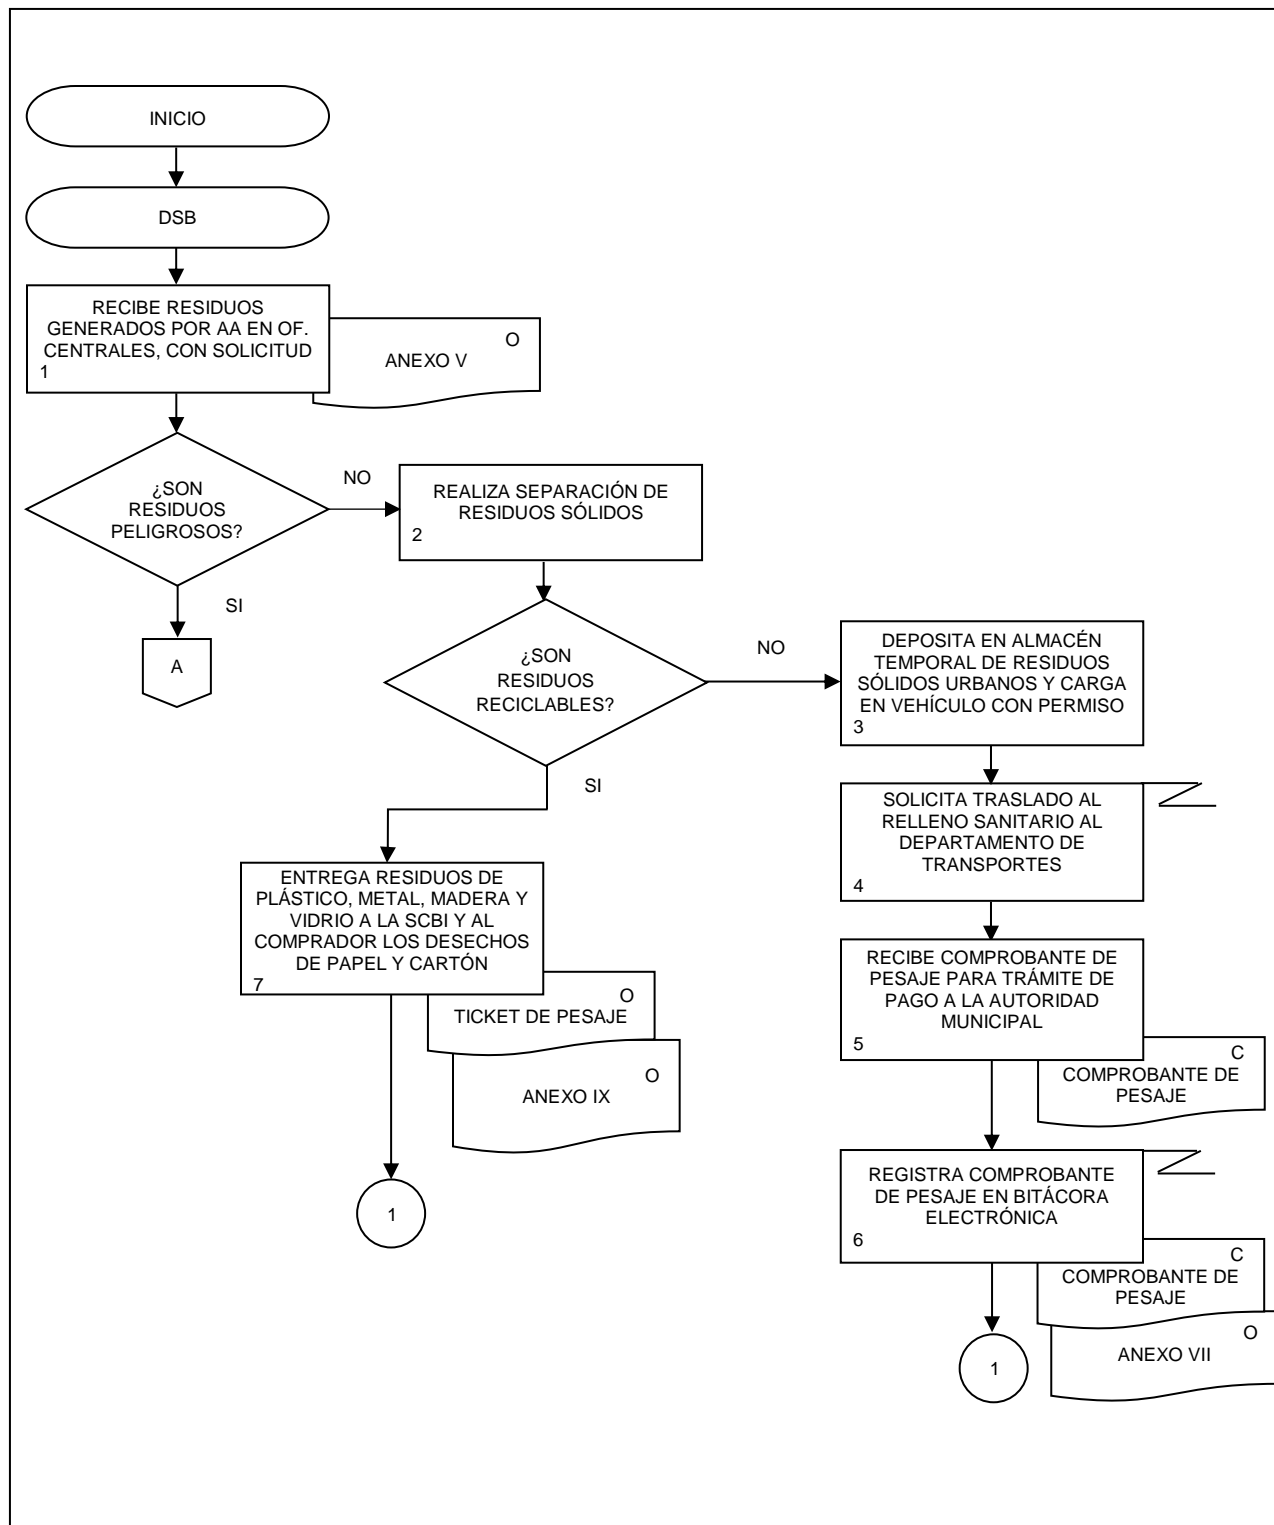 INICIO
DSB
RECIBE RESIDUOS
GENERADOS POR AA EN OF.
CENTRALES, CON SOLICITUD
1
O
ANEXO V
¿SON
RESIDUOS
PELIGROSOS?
NO
SI
A
REALIZA SEPARACIÓN DE
RESIDUOS SÓLIDOS
2
¿SON
RESIDUOS
RECICLABLES?
NO
SI
DEPOSITA EN ALMACÉN
TEMPORAL DE RESIDUOS
SÓLIDOS URBANOS Y CARGA
EN VEHÍCULO CON PERMISO
3
SOLICITA TRASLADO AL
RELLENO SANITARIO AL
DEPARTAMENTO DE
TRANSPORTES
4
RECIBE COMPROBANTE DE
PESAJE PARA TRÁMITE DE
PAGO A LA AUTORIDAD
MUNICIPAL
5
C
COMPROBANTE DE
PESAJE
REGISTRA COMPROBANTE
DE PESAJE EN BITÁCORA
ELECTRÓNICA
6
C
COMPROBANTE DE
PESAJE
O
ANEXO VII
1
ENTREGA RESIDUOS DE
PLÁSTICO, METAL, MADERA Y
VIDRIO A LA SCBI Y AL
COMPRADOR LOS DESECHOS
DE PAPEL Y CARTÓN
7
O
TICKET DE PESAJE
O
ANEXO IX
1